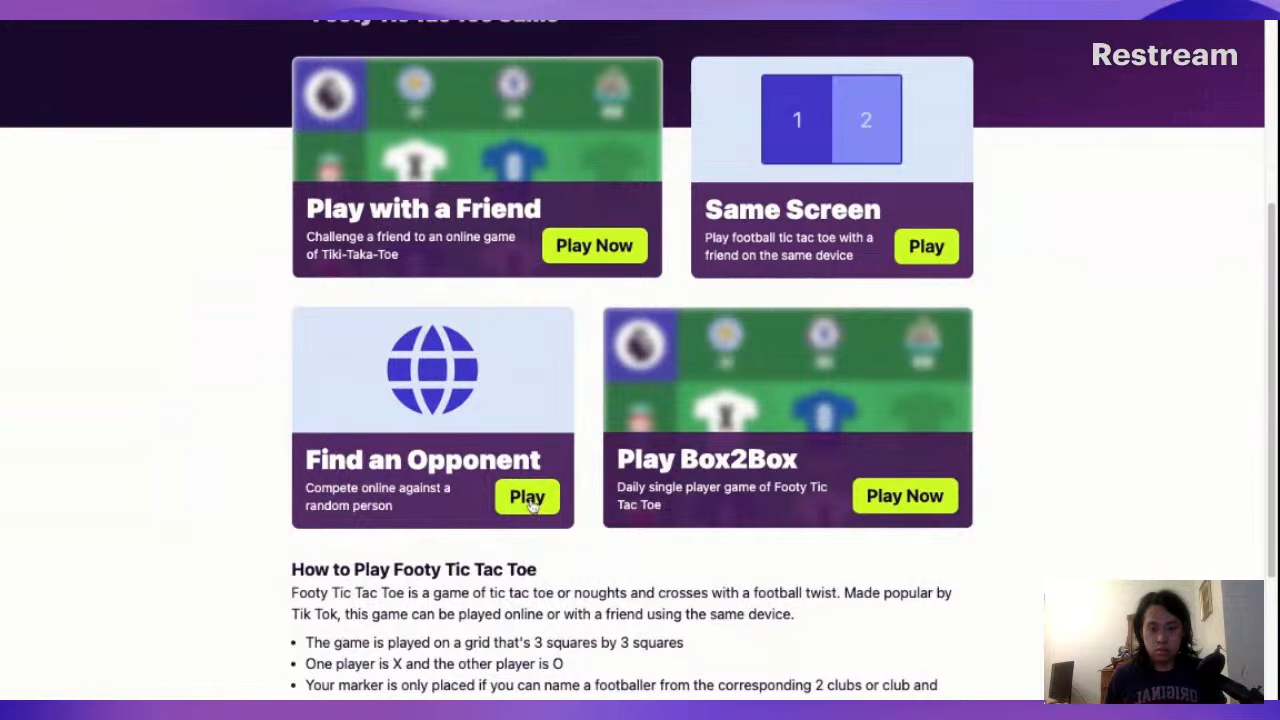 Footy Tic Tac Toe Game
Restream
1
2
Play with a Friend
Challenge a friend to an online game
of Tiki-Taka-Toe
Play Now
Same Screen
Play football tic tac toe with a
friend on the same device
Play
Find an Opponent
Compete online against a
random person
Play
Play Box2Box
Daily single player game of Footy Tic
Tac Toe
Play Now
How to Play Footy Tic Tac Toe
Footy Tic Tac Toe is a game of tic tac toe or noughts and crosses with a football twist. Made popular by
Tik Tok, this game can be played online or with a friend using the same device.
• The game is played on a grid that's 3 squares by 3 squares
• One player is X and the other player is O
• Your marker is only placed if you can name a footballer from the corresponding 2 clubs or club and
ORIGINAL